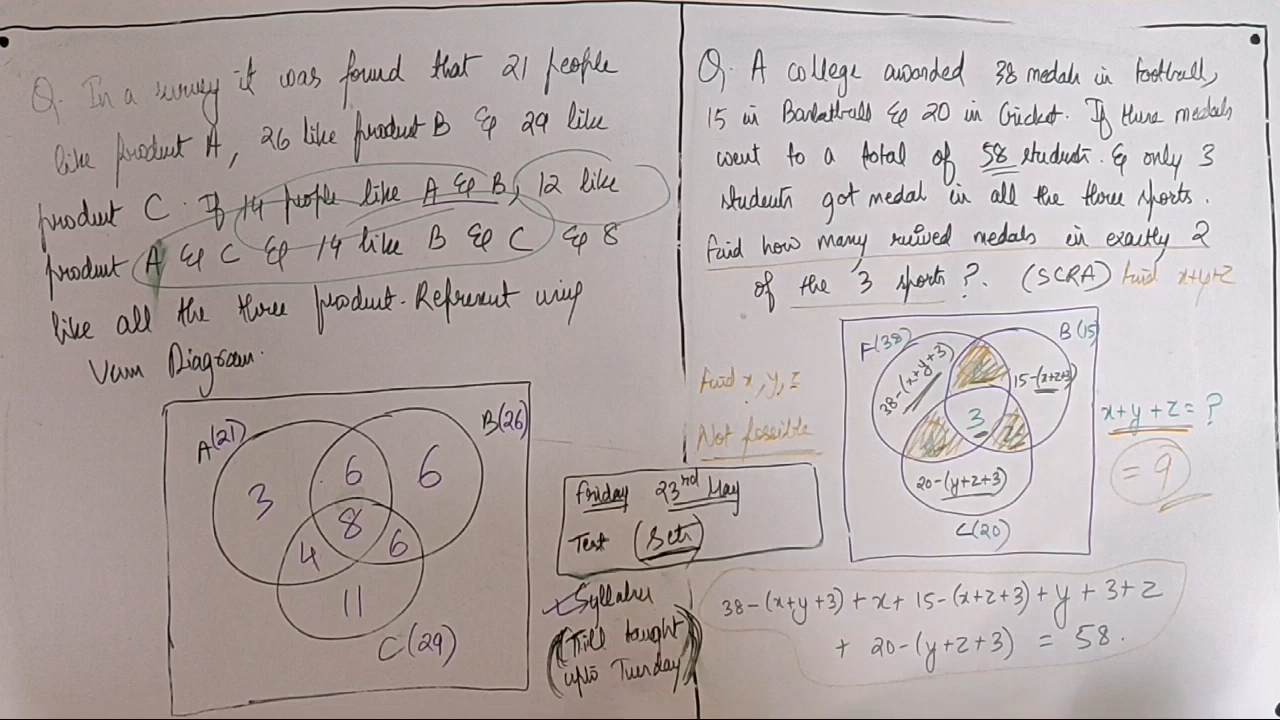 Q. In a survey it was found that 21 people
like product A, 26 like product B & 29 like
product C. If 14 people like A & B, 12 like
product A & C & 14 like B & C & 8
like all the three product. Represent using
Venn Diagram.
A(21)
B(26)
3
6
6
8
4
6
11
C(29)
Friday 23rd May
Test (Sets)
Syllabus
(Till taught
upto Tuesday)
Q. A college awarded 38 medals in football,
15 in Basketball & 20 in Cricket. If these medals
went to a total of 58 students. & only 3
students got medal in all the three sports.
Find how many recived medals in exactly 2
of the 3 sports ?. (SCRA) Find x+y+z
Find x, y, z
Not possible
F(38)
B(15)
38-(x+y+3)
x
15-(x+z+3)
3
y
z
20-(y+z+3)
C(20)
x+y+z = ?
= 9
38-(x+y+3) + x + 15-(x+z+3) + y + 3 + z
+ 20-(y+z+3) = 58.